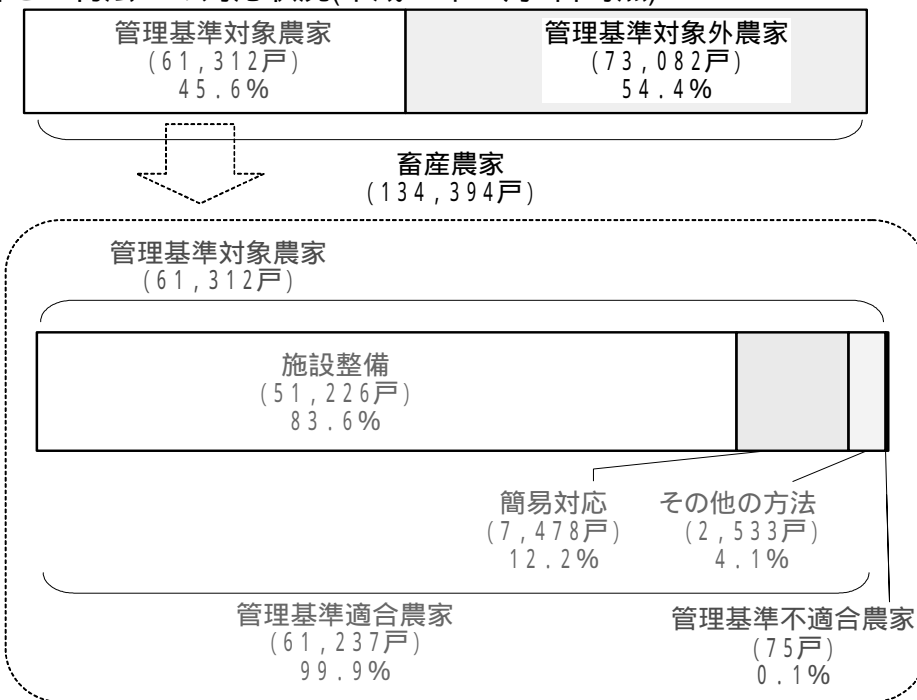 管理基準対象農家
(61,312戸)
45.6%
管理基準対象外農家
(73,082戸)
54.4%
畜産農家
(134,394戸)
管理基準対象農家
(61,312戸)
施設整備
(51,226戸)
83.6%
簡易対応
(7,478戸)
12.2%
その他の方法
(2,533戸)
4.1%
管理基準適合農家
(61,237戸)
99.9%
管理基準不適合農家
(75戸)
0.1%